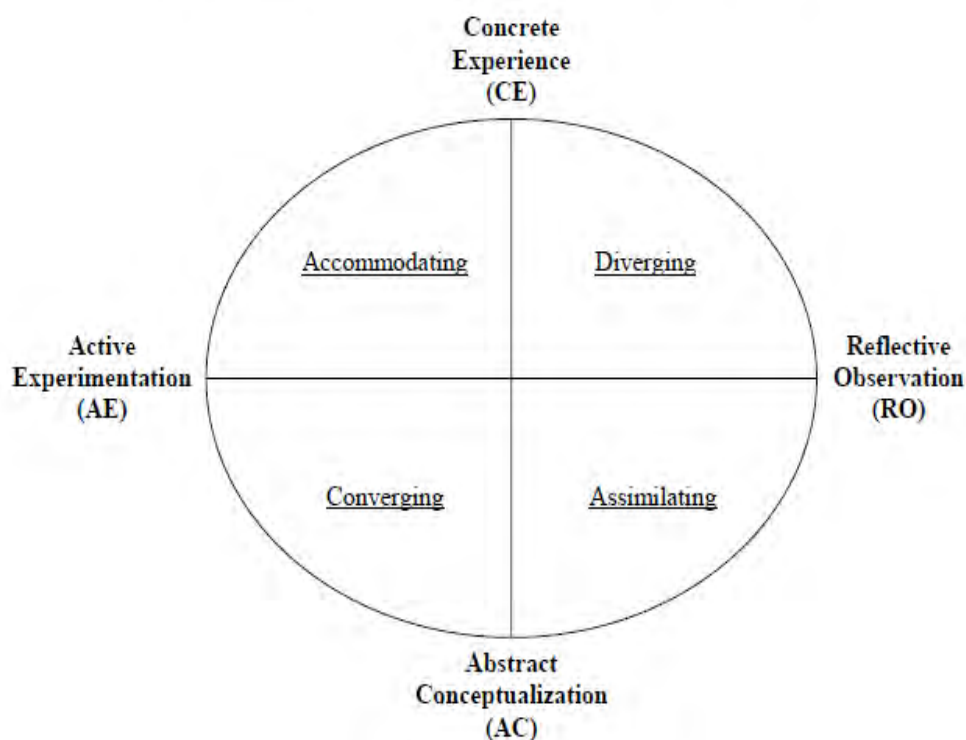 Concrete
Experience
(CE)
Accommodating
Diverging
Active
Experimentation
(AE)
Reflective
Observation
(RO)
Converging
Assimilating
Abstract
Conceptualization
(AC)